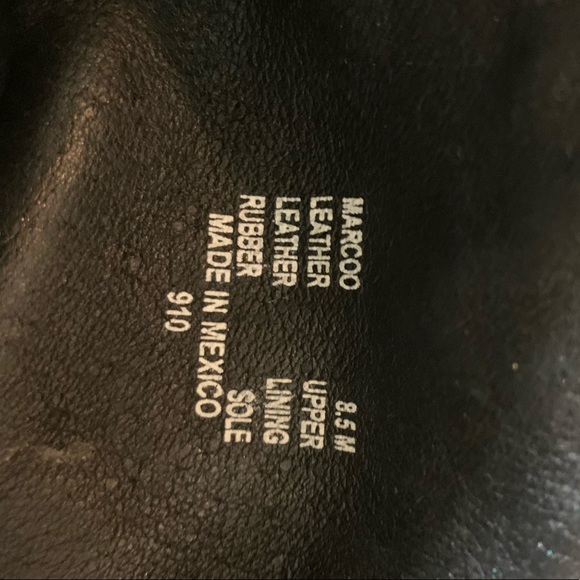 MARCOO 8.5 M
LEATHER UPPER
LEATHER LINING
RUBBER SOLE
MADE IN MEXICO
910